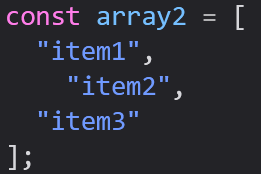 const array2 = [
  "item1",
    "item2",
  "item3"
];